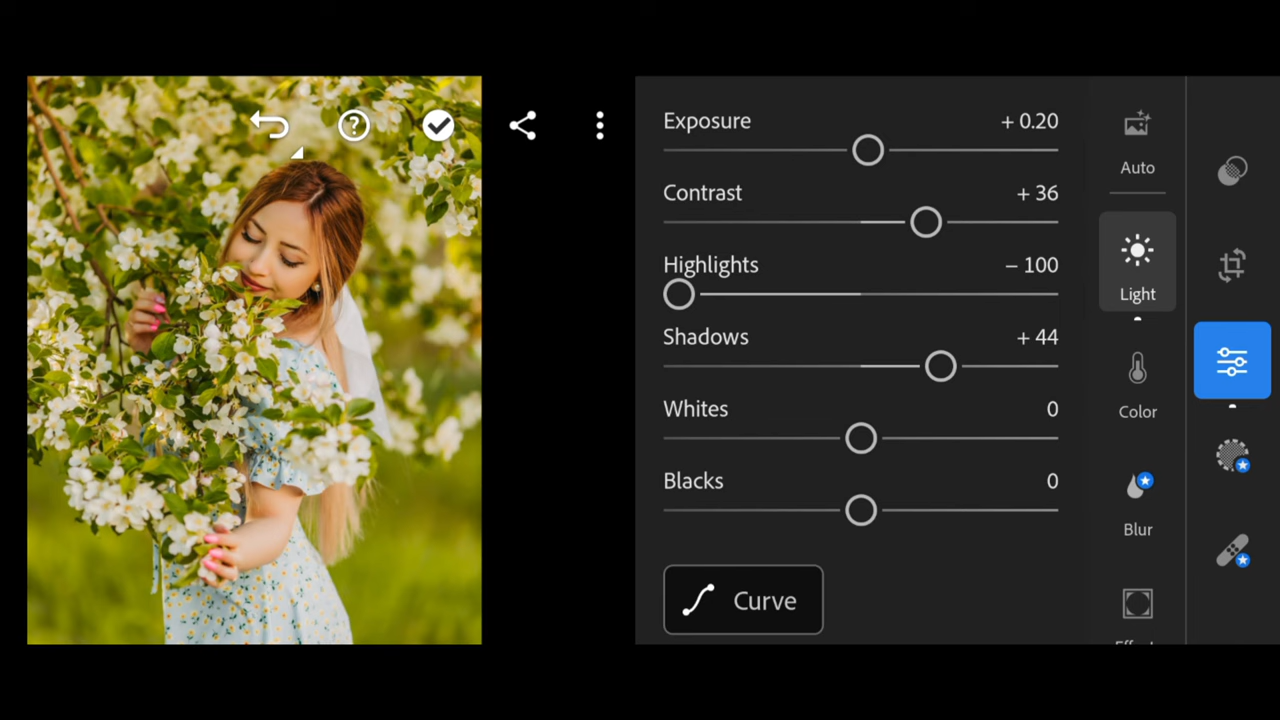 Exposure + 0.20
Contrast + 36
Highlights – 100
Shadows + 44
Whites 0
Blacks 0
Curve
Auto
Light
Color
Blur